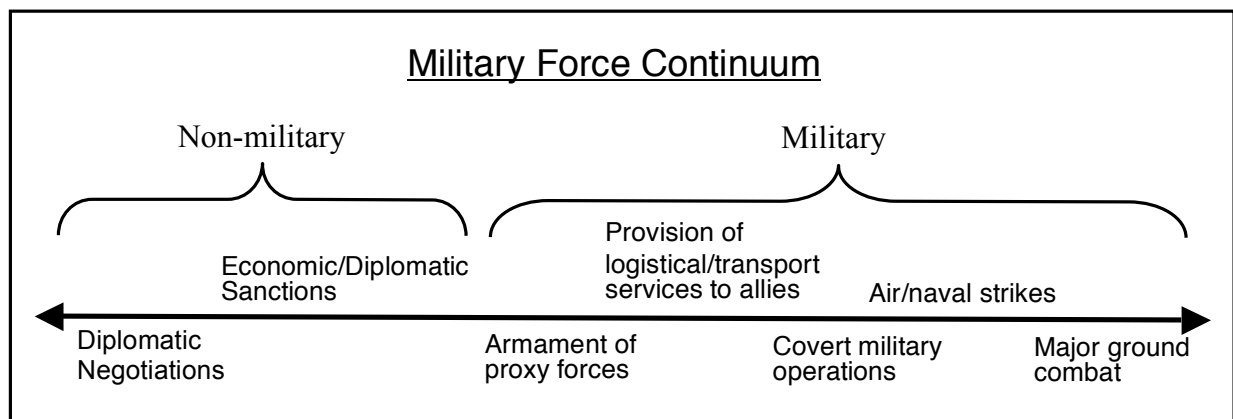 Military Force Continuum
Non-military
Military
Economic/Diplomatic
Sanctions
Provision of
logistical/transport
services to allies
Air/naval strikes
Diplomatic
Negotiations
Armament of
proxy forces
Covert military
operations
Major ground
combat